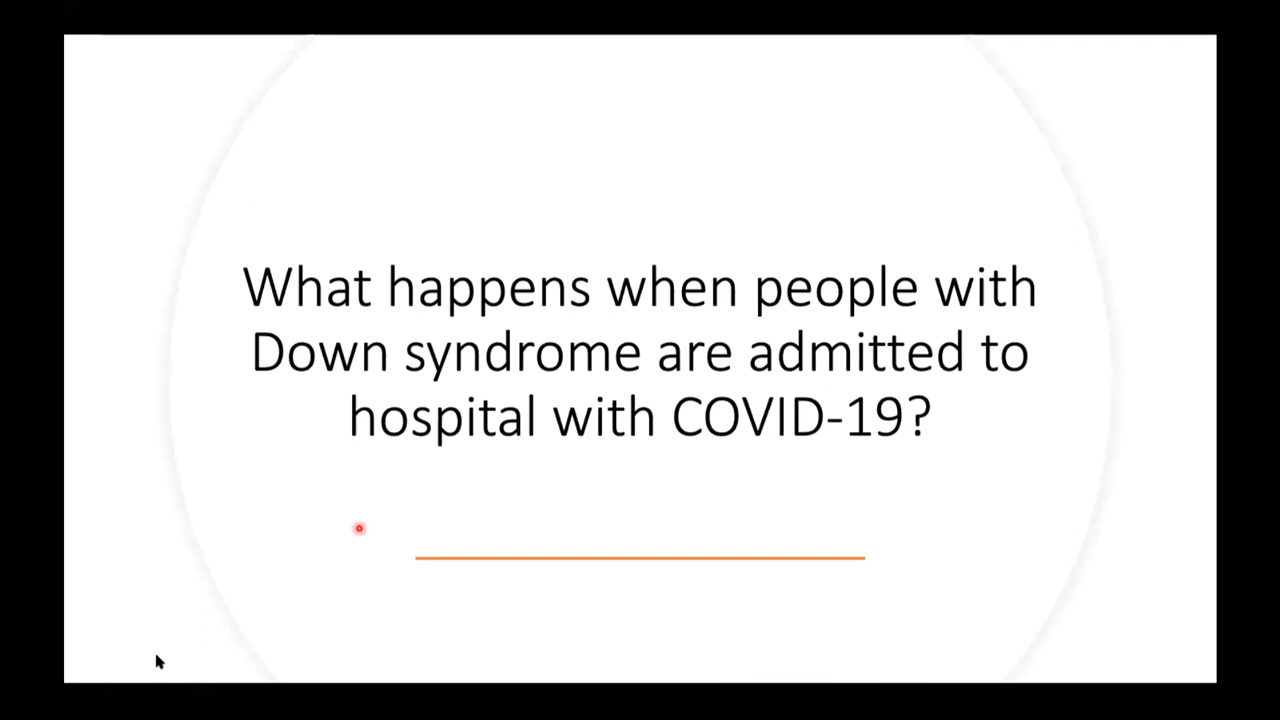 What happens when people with
Down syndrome are admitted to
hospital with COVID-19?